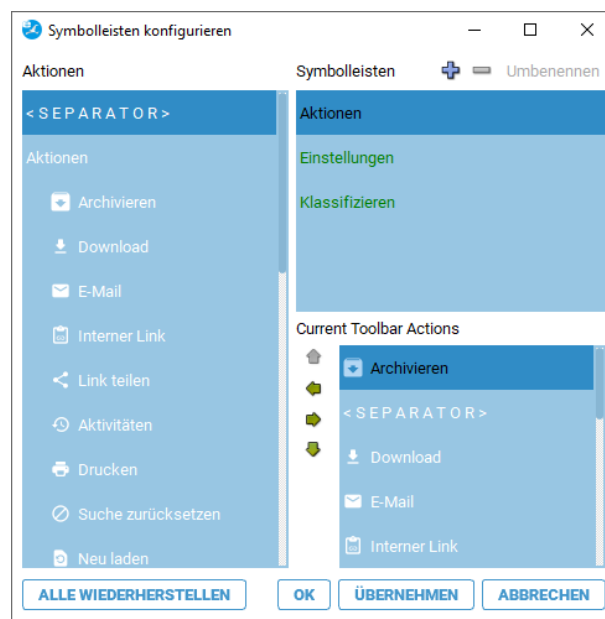 Symbolleisten konfigurieren
Aktionen
<SEPARATOR>
Aktionen
Archivieren
Download
E-Mail
Interner Link
Link teilen
Aktivitäten
Drucken
Suche zurücksetzen
Neu laden
Symbolleisten Umbenennen
Aktionen
Einstellungen
Klassifizieren
Current Toolbar Actions
Archivieren
<SEPARATOR>
Download
E-Mail
Interner Link
ALLE WIEDERHERSTELLEN OK ÜBERNEHMEN ABBRECHEN